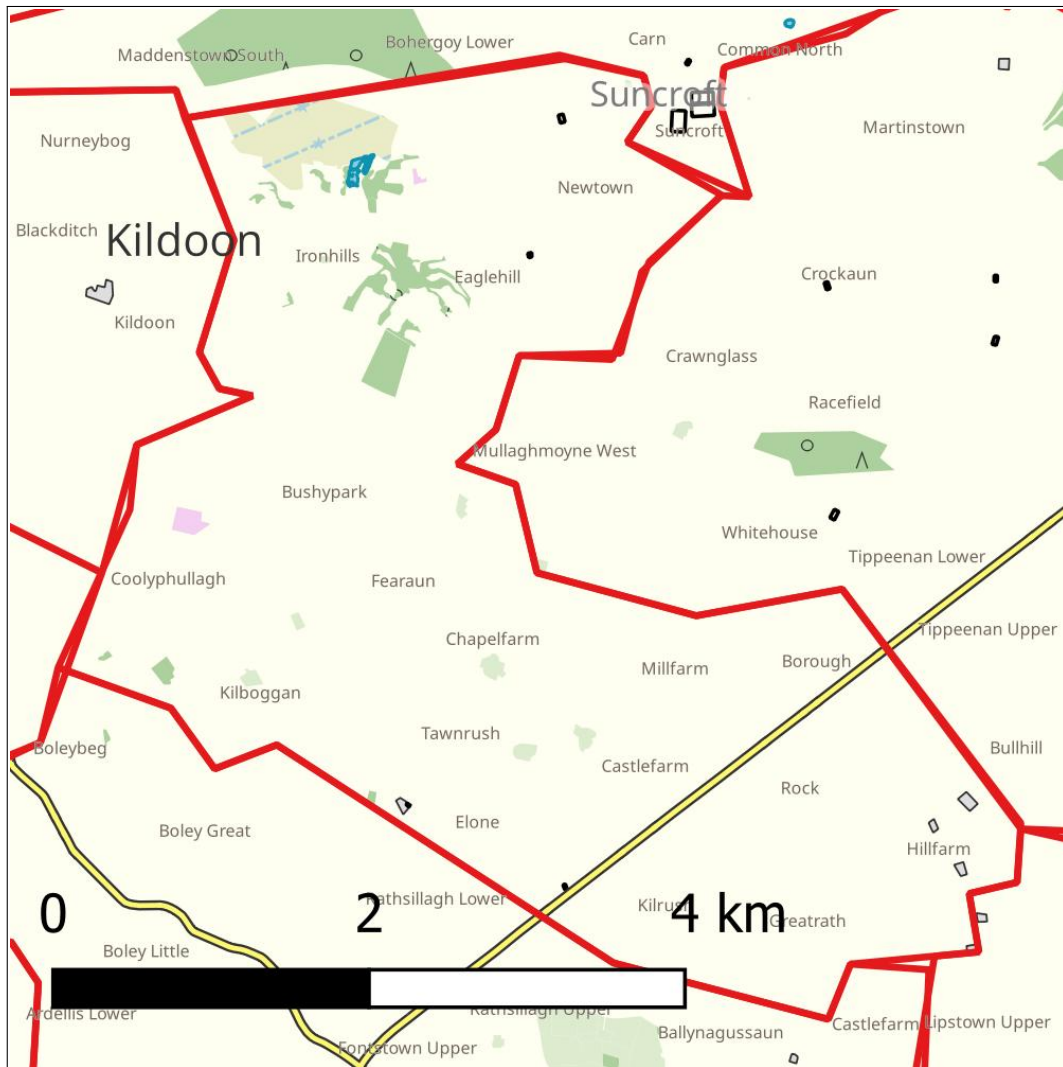 Carn
Bohergoy Lower
Common North
Maddenstown South
Suncroft
Suncroft
Martinstown
Nurneybog
Newtown
Blackditch
Kildoon
Ironhills
Eaglehill
Crockaun
Kildoon
Crawnglass
Racefield
Mullaghmoyne West
Bushypark
Whitehouse
Tippeenan Lower
Coolyphullagh
Fearaun
Tippeenan Upper
Chapelfarm
Borough
Millfarm
Kilboggan
Tawnrush
Boleybeg
Bullhill
Castlefarm
Rock
Elone
Boley Great
Hillfarm
Rathsillagh Lower
Kilrush
0 2 4 km
Greatrath
Boley Little
Rathsillagh Upper
Ardellis Lower
Castlefarm
Lipstown Upper
Ballynagussaun
Fontstown Upper